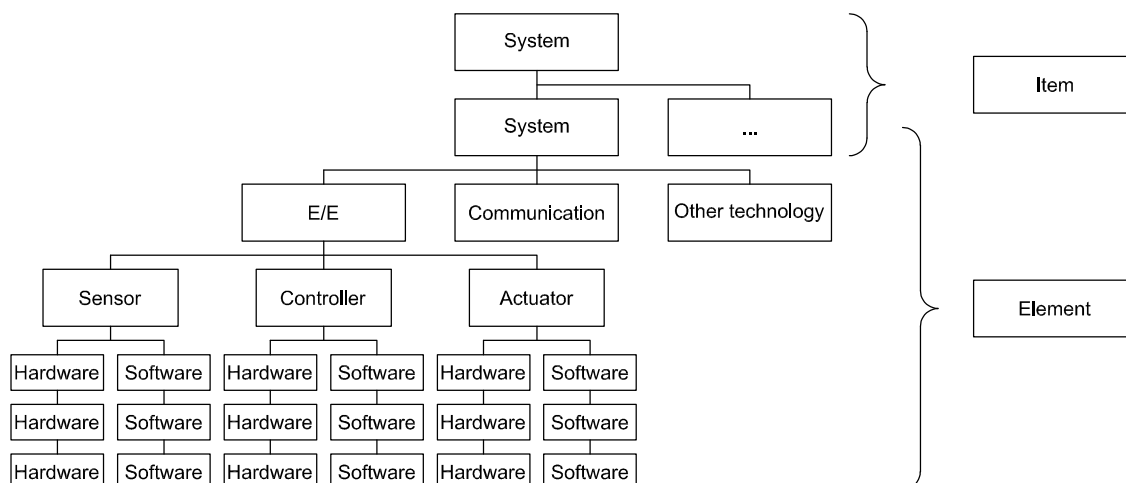 System
Item
System
...
E/E
Communication
Other technology
Sensor
Controller
Actuator
Element
Hardware
Software
Hardware
Software
Hardware
Software
Hardware
Software
Hardware
Software
Hardware
Software
Hardware
Software
Hardware
Software
Hardware
Software